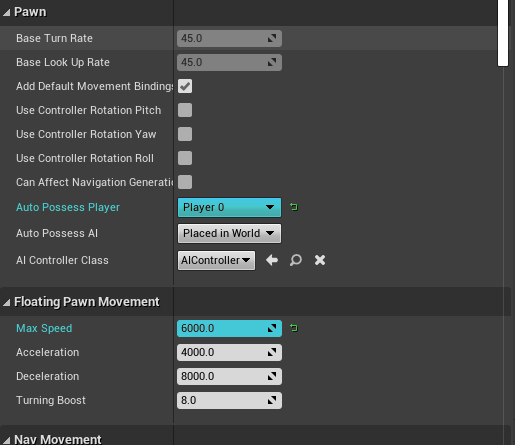 Pawn
Base Turn Rate 45.0
Base Look Up Rate 45.0
Add Default Movement Bindings
Use Controller Rotation Pitch
Use Controller Rotation Yaw
Use Controller Rotation Roll
Can Affect Navigation Generatio
Auto Possess Player Player 0
Auto Possess AI Placed in World
AI Controller Class AIController
Floating Pawn Movement
Max Speed 6000.0
Acceleration 4000.0
Deceleration 8000.0
Turning Boost 8.0
Nav Movement